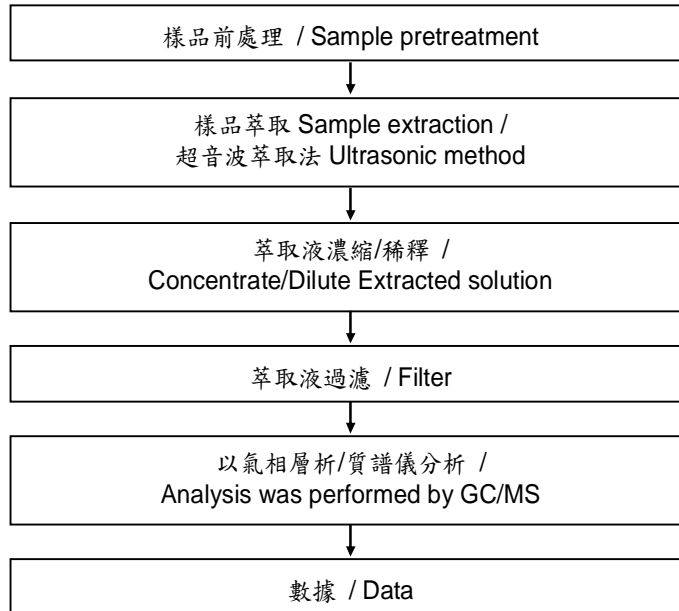 樣品前處理 / Sample pretreatment
樣品萃取 Sample extraction /
超音波萃取法 Ultrasonic method
萃取液濃縮/稀釋 /
Concentrate/Dilute Extracted solution
萃取液過濾 / Filter
以氣相層析/質譜儀分析 /
Analysis was performed by GC/MS
數據 / Data